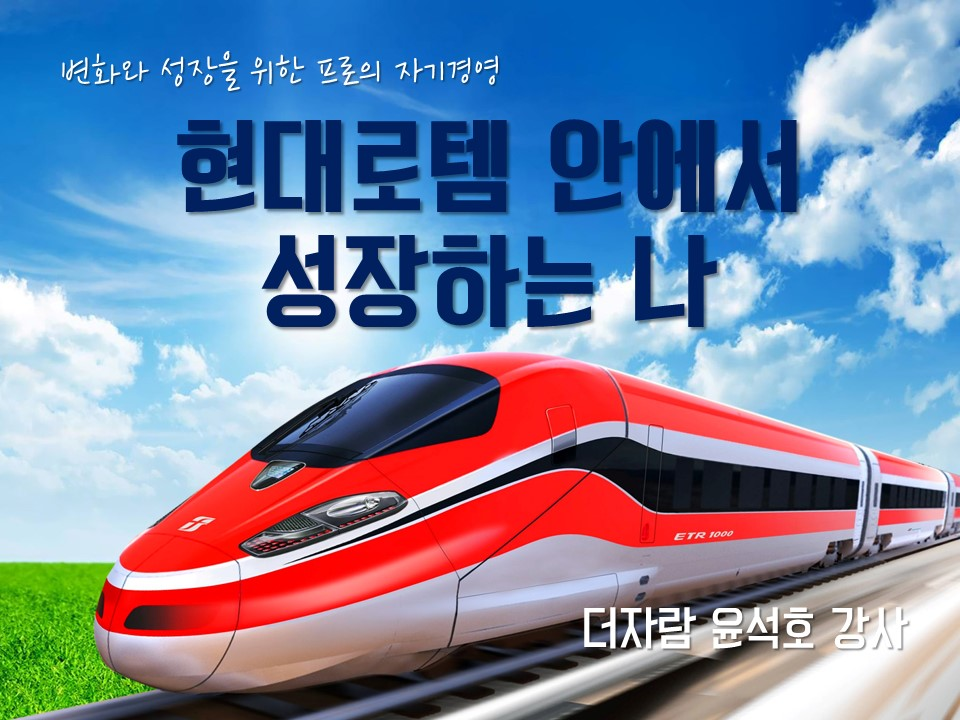 변화와 성장을 위한 프로의 자기경영
현대로템 안에서
성장하는 나
ETR 1000
더자람 윤석호 강사